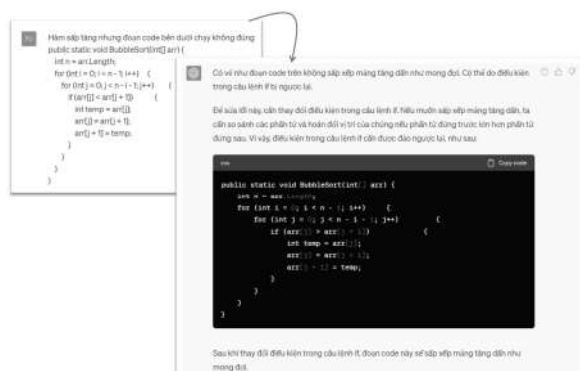 Hàm sắp tăng nhưng đoạn code bên dưới chạy không đúng
public static void BubbleSort(int[] arr) {
int n = arr.Length;
for (int i = 0; i < n - 1; i++) {
for (int j = 0; j < n - i - 1; j++) {
if (arr[j] < arr[j + 1]) {
int temp = arr[j];
arr[j] = arr[j + 1];
arr[j + 1] = temp;
}
}
}
}
Có vẻ như đoạn code trên không sắp xếp mảng tăng dần như mong đợi. Có thể do điều kiện
trong câu lệnh if bị ngược lại.
Để sửa lỗi này, cần thay đổi điều kiện trong câu lệnh if. Nếu muốn sắp xếp mảng tăng dần, ta
cần so sánh các phần tử và hoán đổi vị trí của chúng nếu phần tử đứng trước lớn hơn phần tử
đứng sau. Vì vậy, điều kiện trong câu lệnh if cần được đảo ngược lại, như sau:
Copy code
public static void BubbleSort(int[] arr) {
int n = arr.Length;
for (int i = 0; i < n - 1; i++) {
for (int j = 0; j < n - i - 1; j++) {
if (arr[j] > arr[j + 1]) {
int temp = arr[j];
arr[j] = arr[j + 1];
arr[j + 1] = temp;
}
}
}
}
Sau khi thay đổi điều kiện trong câu lệnh if, đoạn code này sẽ sắp xếp mảng tăng dần như
mong đợi.